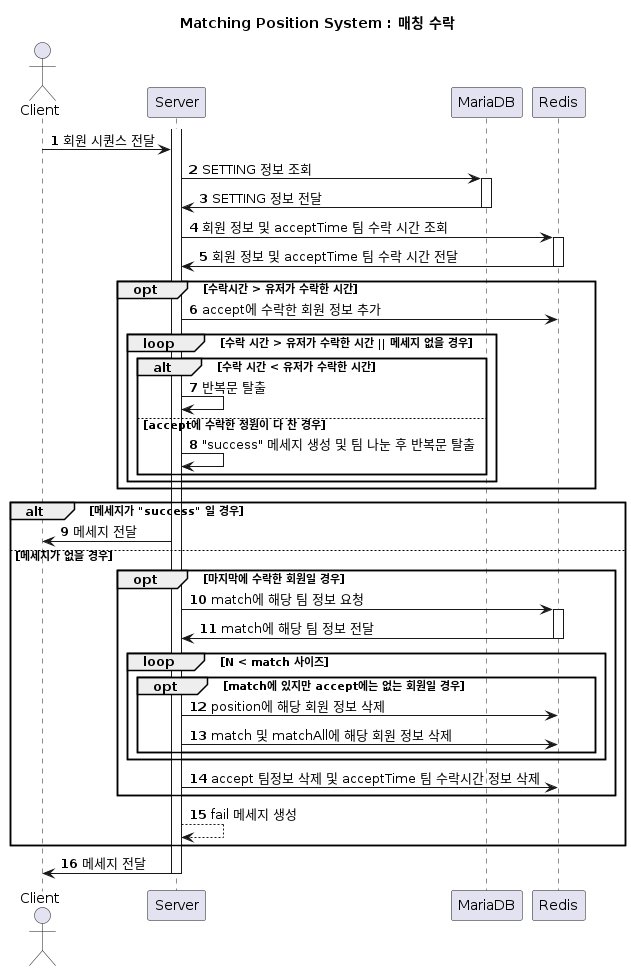 Matching Position System : 매칭 수락
Client
Server
MariaDB
Redis
1 회원 시퀀스 전달
2 SETTING 정보 조회
3 SETTING 정보 전달
4 회원 정보 및 acceptTime 팀 수락 시간 조회
5 회원 정보 및 acceptTime 팀 수락 시간 전달
opt [수락시간 > 유저가 수락한 시간]
6 accept에 수락한 회원 정보 추가
loop [수락 시간 > 유저가 수락한 시간 || 메세지 없을 경우]
alt [수락 시간 < 유저가 수락한 시간]
7 반복문 탈출
[accept에 수락한 정원이 다 찬 경우]
8 "success" 메세지 생성 및 팀 나눈 후 반복문 탈출
alt [메세지가 "success" 일 경우]
9 메세지 전달
[메세지가 없을 경우]
opt [마지막에 수락한 회원일 경우]
10 match에 해당 팀 정보 요청
11 match에 해당 팀 정보 전달
loop [N < match 사이즈]
opt [match에 있지만 accept에는 없는 회원일 경우]
12 position에 해당 회원 정보 삭제
13 match 및 matchAll에 해당 회원 정보 삭제
14 accept 팀정보 삭제 및 acceptTime 팀 수락시간 정보 삭제
15 fail 메세지 생성
16 메세지 전달
Client
Server
MariaDB
Redis